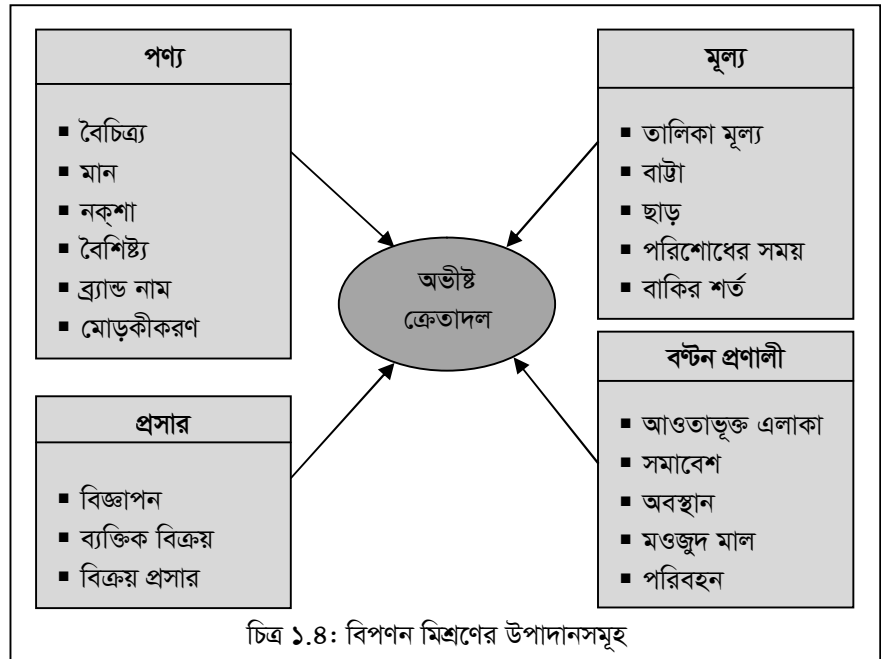 পণ্য
▪ বৈচিত্র্য
▪ মান
▪ নক্‌শা
▪ বৈশিষ্ট্য
▪ ব্র্যান্ড নাম
▪ মোড়কীকরণ
মূল্য
▪ তালিকা মূল্য
▪ বাট্টা
▪ ছাড়
▪ পরিশোধের সময়
▪ বাকির শর্ত
অভীষ্ট
ক্রেতাদল
প্রসার
▪ বিজ্ঞাপন
▪ ব্যক্তিক বিক্রয়
▪ বিক্রয় প্রসার
বণ্টন প্রণালী
▪ আওতাভূক্ত এলাকা
▪ সমাবেশ
▪ অবস্থান
▪ মওজুদ মাল
▪ পরিবহন
চিত্র ১.৪: বিপণন মিশ্রণের উপাদানসমূহ